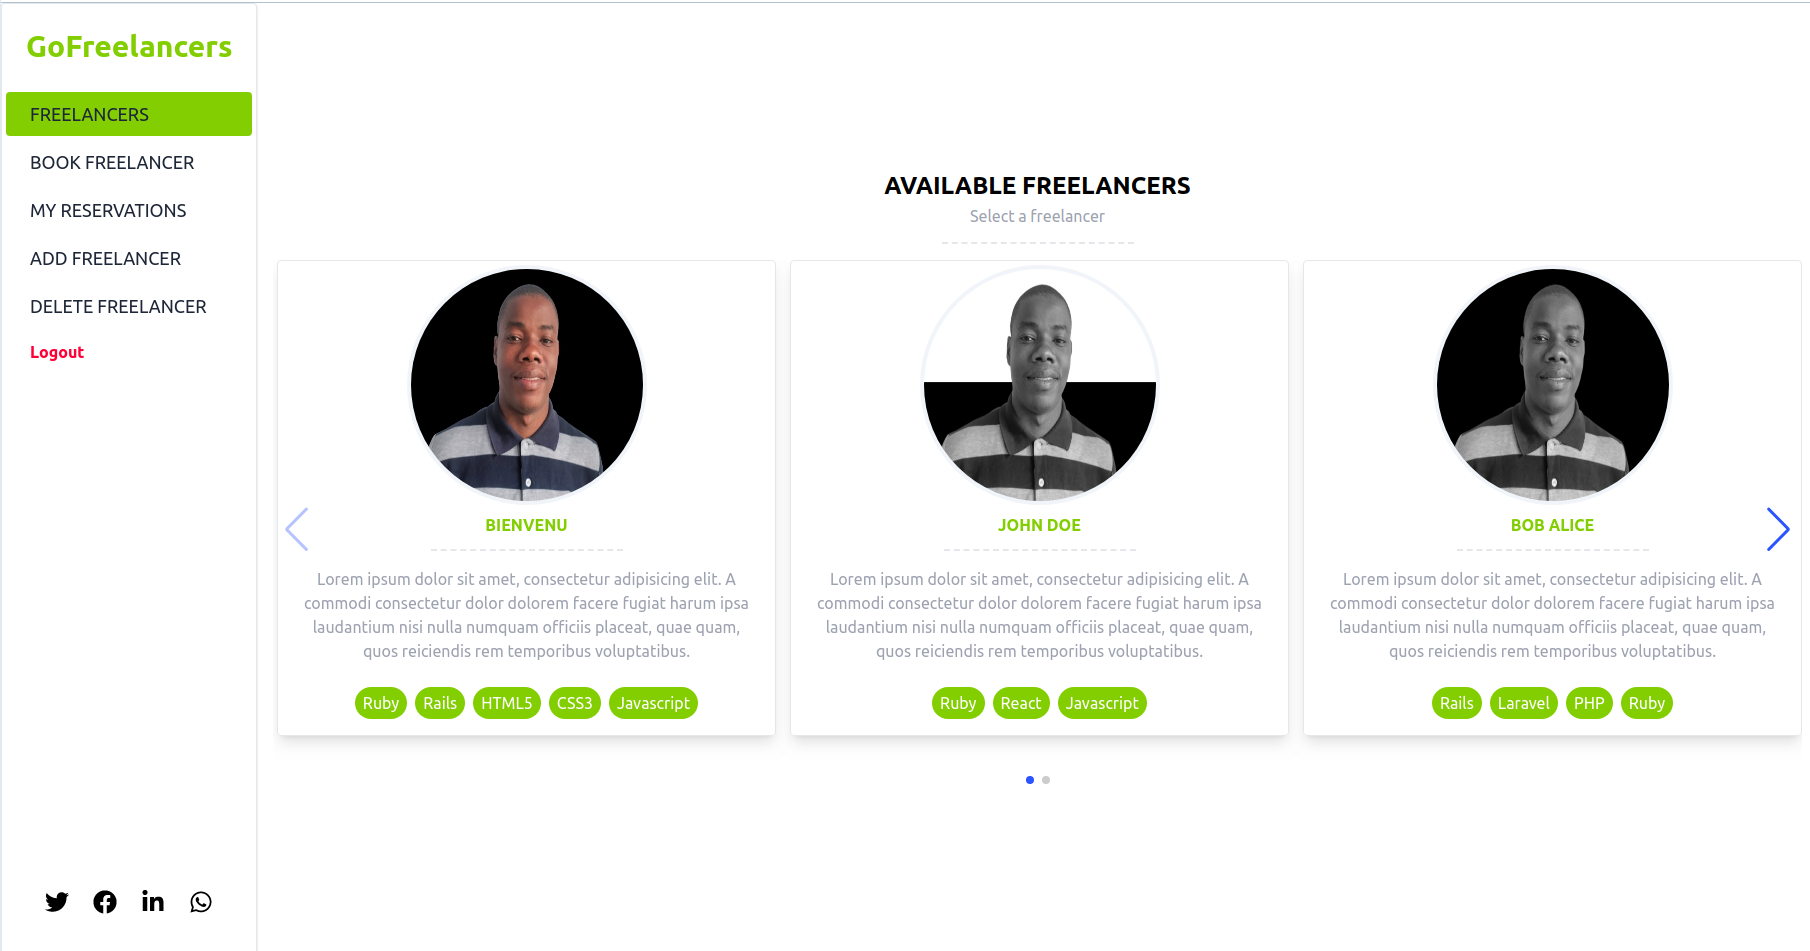 GoFreelancers
FREELANCERS
BOOK FREELANCER
MY RESERVATIONS
ADD FREELANCER
DELETE FREELANCER
Logout
AVAILABLE FREELANCERS
Select a freelancer
BIENVENU
Lorem ipsum dolor sit amet, consectetur adipisicing elit. A
commodi consectetur dolor dolorem facere fugiat harum ipsa
laudantium nisi nulla numquam officiis placeat, quae quam,
quos reiciendis rem temporibus voluptatibus.
Ruby Rails HTML5 CSS3 Javascript
JOHN DOE
Lorem ipsum dolor sit amet, consectetur adipisicing elit. A
commodi consectetur dolor dolorem facere fugiat harum ipsa
laudantium nisi nulla numquam officiis placeat, quae quam,
quos reiciendis rem temporibus voluptatibus.
Ruby React Javascript
BOB ALICE
Lorem ipsum dolor sit amet, consectetur adipisicing elit. A
commodi consectetur dolor dolorem facere fugiat harum ipsa
laudantium nisi nulla numquam officiis placeat, quae quam,
quos reiciendis rem temporibus voluptatibus.
Rails Laravel PHP Ruby